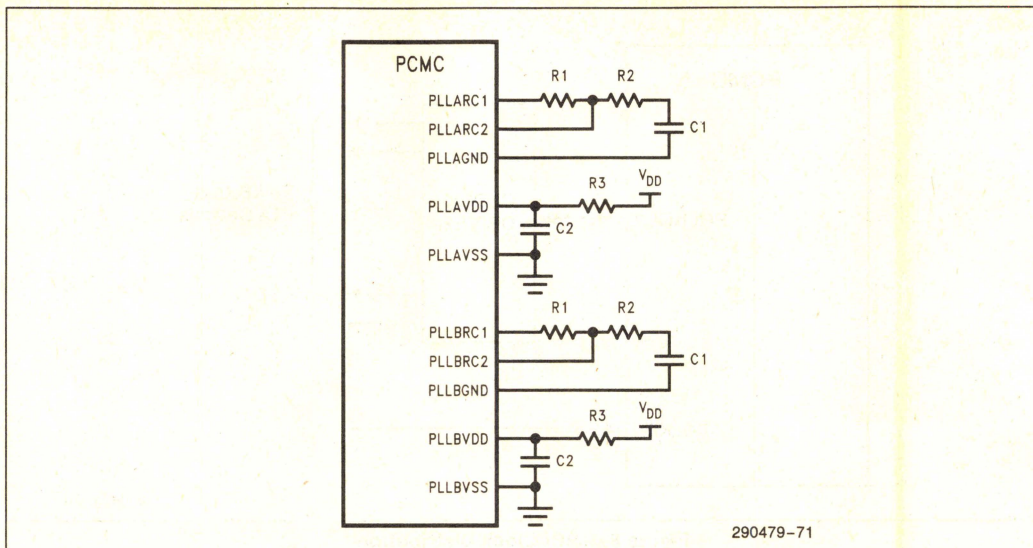 PCMC
R1 R2
PLLARC1
PLLARC2
C1
PLLAGND
VDD
R3
PLLAVDD
C2
PLLAVSS
R1 R2
PLLBRC1
PLLBRC2
C1
PLLBGND
VDD
R3
PLLBVDD
C2
PLLBVSS
290479-71